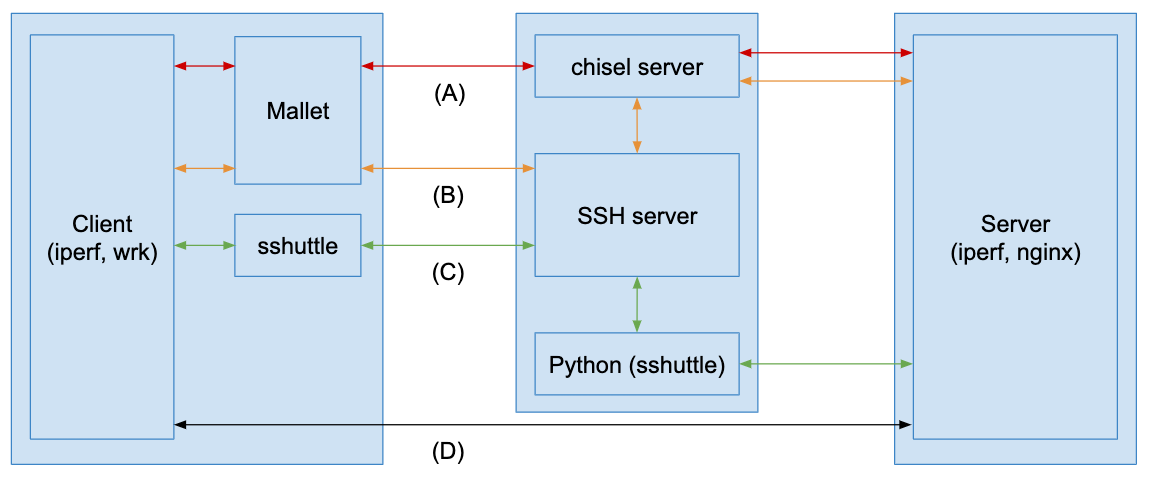 Client
(iperf, wrk)
Mallet
sshuttle
(A)
(B)
(C)
(D)
chisel server
SSH server
Python (sshuttle)
Server
(iperf, nginx)